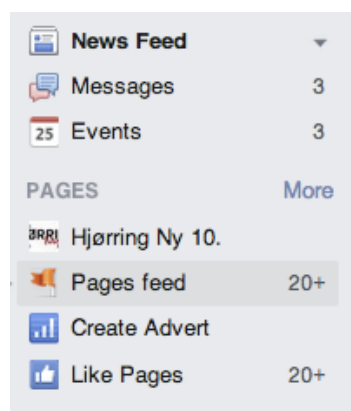 News Feed
Messages 3
25 Events 3
PAGES More
Hjørring Ny 10.
Pages feed 20+
Create Advert
Like Pages 20+